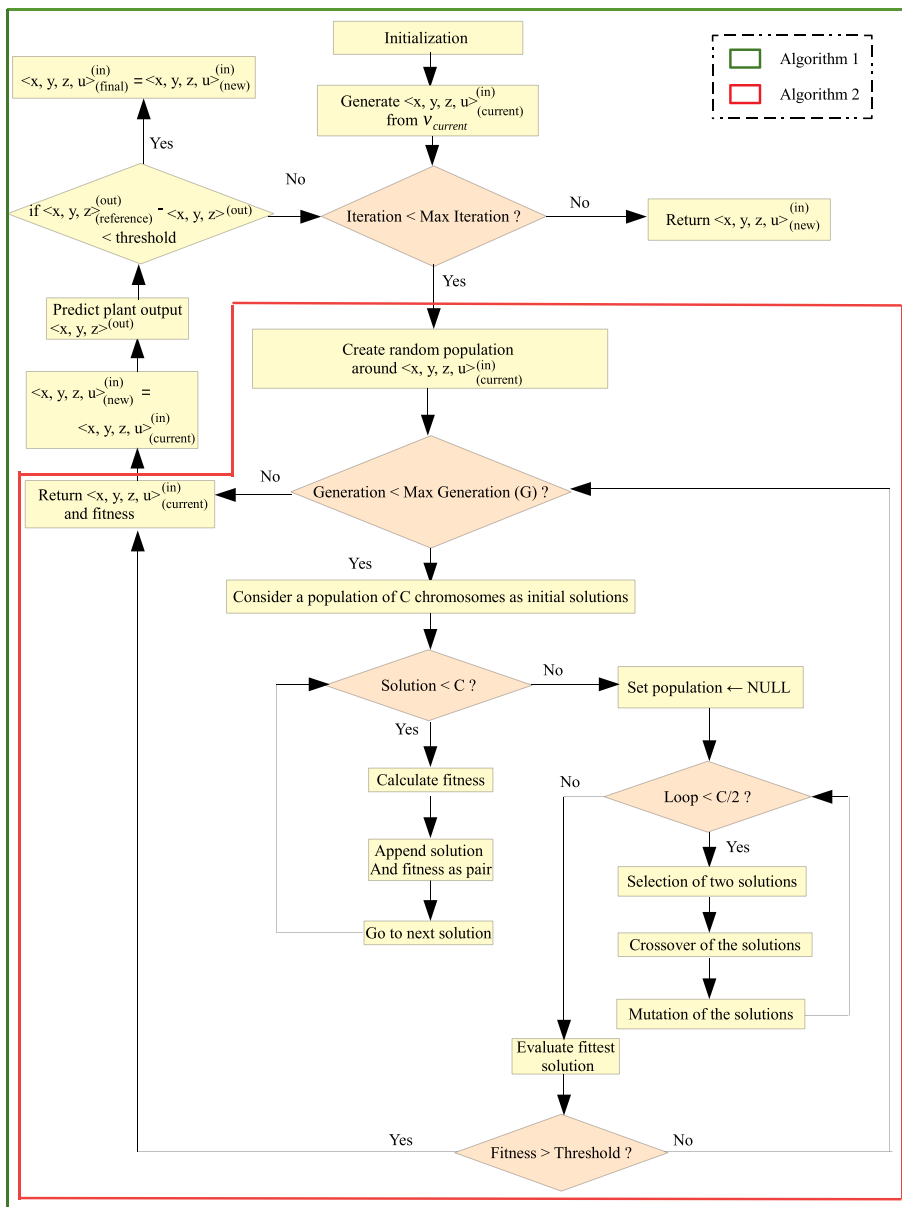 Initialization
Algorithm 1
Algorithm 2
<x, y, z, u>(in)(final) = <x, y, z, u>(in)(new)
Generate <x, y, z, u>(in)(current)
from vcurrent
Yes
No
if <x, y, z>(out)(reference) - <x, y, z>(out)
< threshold
Iteration < Max Iteration ?
No
Return <x, y, z, u>(in)(new)
Yes
Predict plant output
<x, y, z>(out)
Create random population
around <x, y, z, u>(in)(current)
<x, y, z, u>(in)(new) =
<x, y, z, u>(in)(current)
No
Generation < Max Generation (G) ?
Return <x, y, z, u>(in)(current)
and fitness
Yes
Consider a population of C chromosomes as initial solutions
Solution < C ?
No
Set population ← NULL
Yes
Calculate fitness
No
Loop < C/2 ?
Yes
Append solution
And fitness as pair
Selection of two solutions
Go to next solution
Crossover of the solutions
Mutation of the solutions
Evaluate fittest
solution
Yes
Fitness > Threshold ?
No